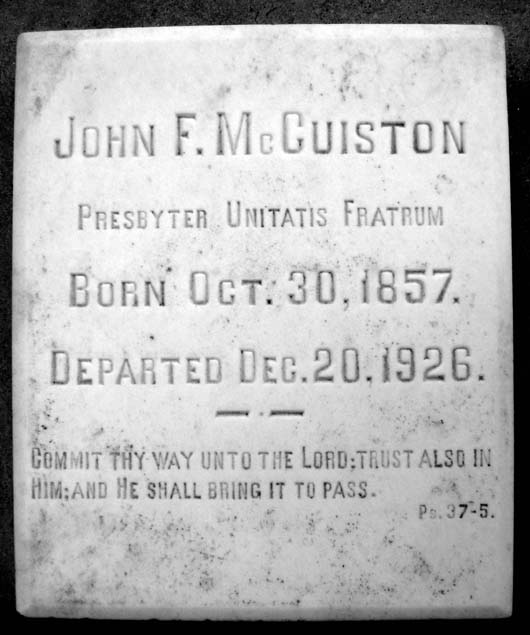 John F. McCuiston
Presbyter Unitatis Fratrum
Born Oct. 30, 1857.
Departed Dec. 20. 1926.
Commit thy way unto the Lord; trust also in
Him; and He shall bring it to pass.
Ps. 37-5.